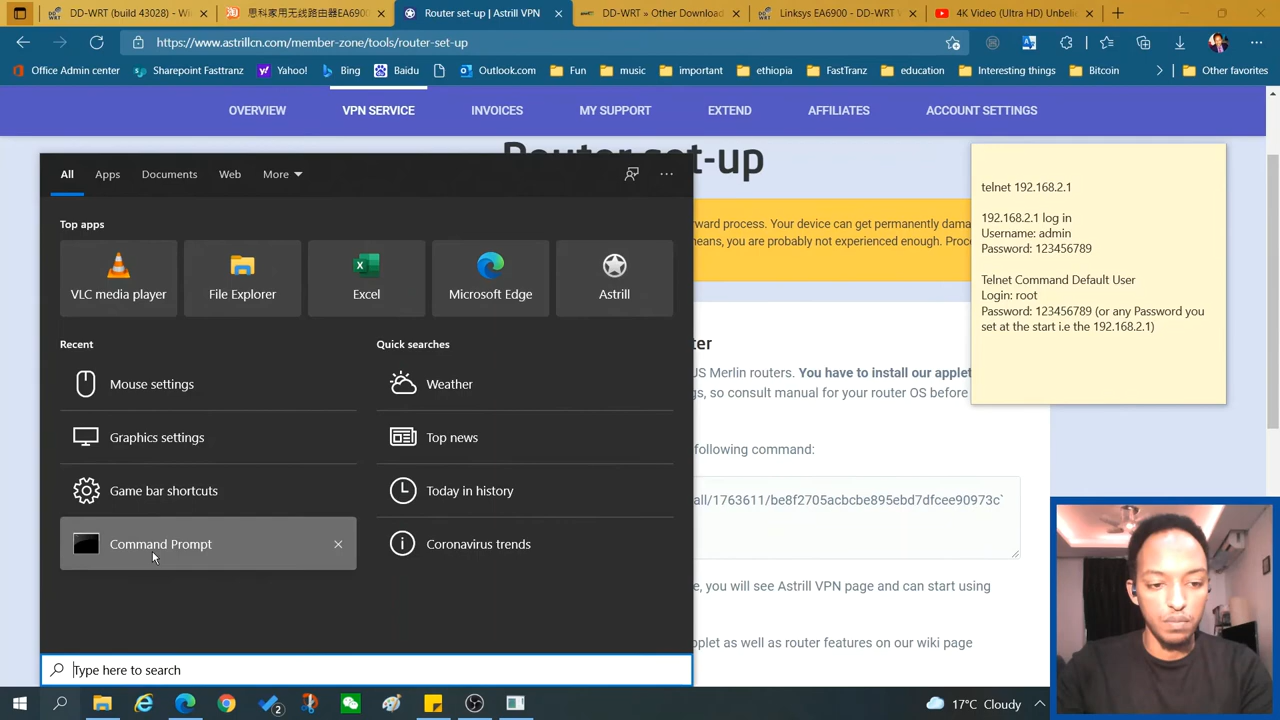 DD-WRT (build 43028) - Wi
思科家用无线路由器EA6900
Router set-up | Astrill VPN
DD-WRT » Other Download
Linksys EA6900 - DD-WRT
4K Video (Ultra HD) Unbelie
https://www.astrillcn.com/member-zone/tools/router-set-up
Office Admin center
Sharepoint Fasttranz
Yahoo!
Bing
Baidu
Outlook.com
Fun
music
important
ethiopia
FastTranz
education
Interesting things
Bitcoin
Other favorites
OVERVIEW
VPN SERVICE
INVOICES
MY SUPPORT
EXTEND
AFFILIATES
ACCOUNT SETTINGS
Router set-up
All
Apps
Documents
Web
More
Top apps
VLC media player
File Explorer
Excel
Microsoft Edge
Astrill
Recent
Mouse settings
Graphics settings
Game bar shortcuts
Command Prompt
Quick searches
Weather
Top news
Today in history
Coronavirus trends
Type here to search
ward process. Your device can get permanently dama
means, you are probably not experienced enough. Proc
ter
US Merlin routers. You have to install our applet
gs, so consult manual for your router OS before
following command:
all/1763611/be8f2705acbcbe895ebd7dfcee90973c`
e, you will see Astrill VPN page and can start using
plet as well as router features on our wiki page
telnet 192.168.2.1
192.168.2.1 log in
Username: admin
Password: 123456789
Telnet Command Default User
Login: root
Password: 123456789 (or any Password you
set at the start i.e the 192.168.2.1)
2
17°C Cloudy